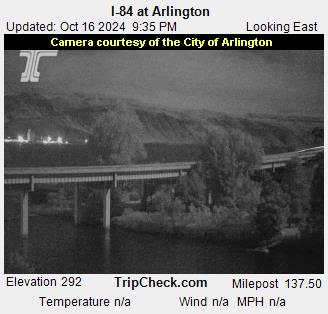 I-84 at Arlington
Updated: Oct 16 2024 9:35 PM Looking East
Camera courtesy of the City of Arlington
Elevation 292 TripCheck.com Milepost 137.50
Temperature n/a Wind n/a MPH n/a